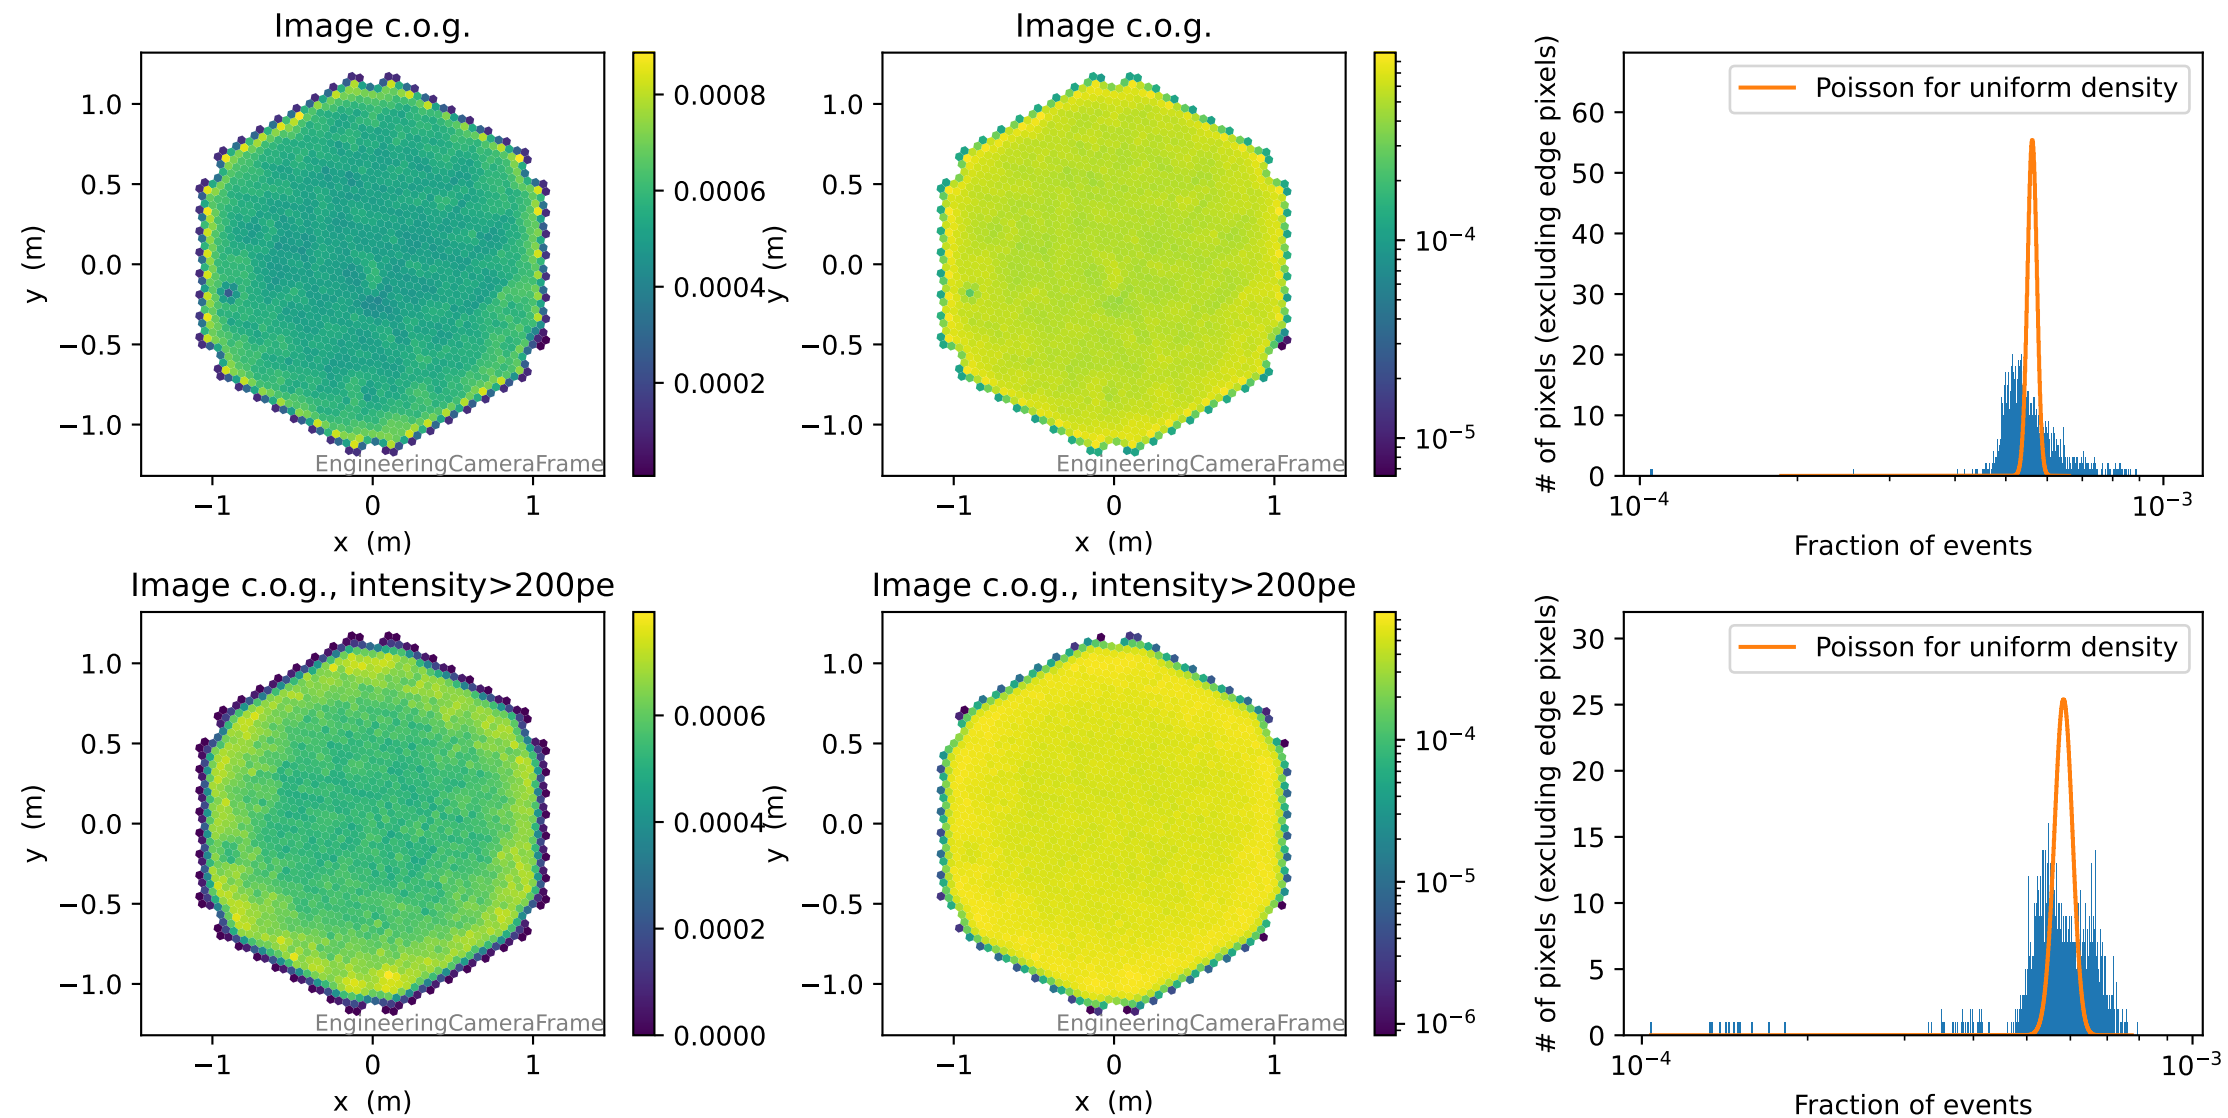 Image c.o.g.
1.0
0.5
0.0
−0.5
−1.0
y (m)
−1
0
1
x (m)
EngineeringCameraFrame
0.0008
0.0006
0.0004
0.0002
Image c.o.g.
1.0
0.5
0.0
−0.5
−1.0
y (m)
−1
0
1
x (m)
EngineeringCameraFrame
10−4
10−5
# of pixels (excluding edge pixels)
60
50
40
30
20
10
0
Poisson for uniform density
10−4
10−3
Fraction of events
Image c.o.g., intensity>200pe
1.0
0.5
0.0
−0.5
−1.0
y (m)
−1
0
1
x (m)
EngineeringCameraFrame
0.0006
0.0004
0.0002
0.0000
Image c.o.g., intensity>200pe
1.0
0.5
0.0
−0.5
−1.0
y (m)
−1
0
1
x (m)
EngineeringCameraFrame
10−4
10−5
10−6
# of pixels (excluding edge pixels)
30
25
20
15
10
5
0
Poisson for uniform density
10−4
10−3
Fraction of events